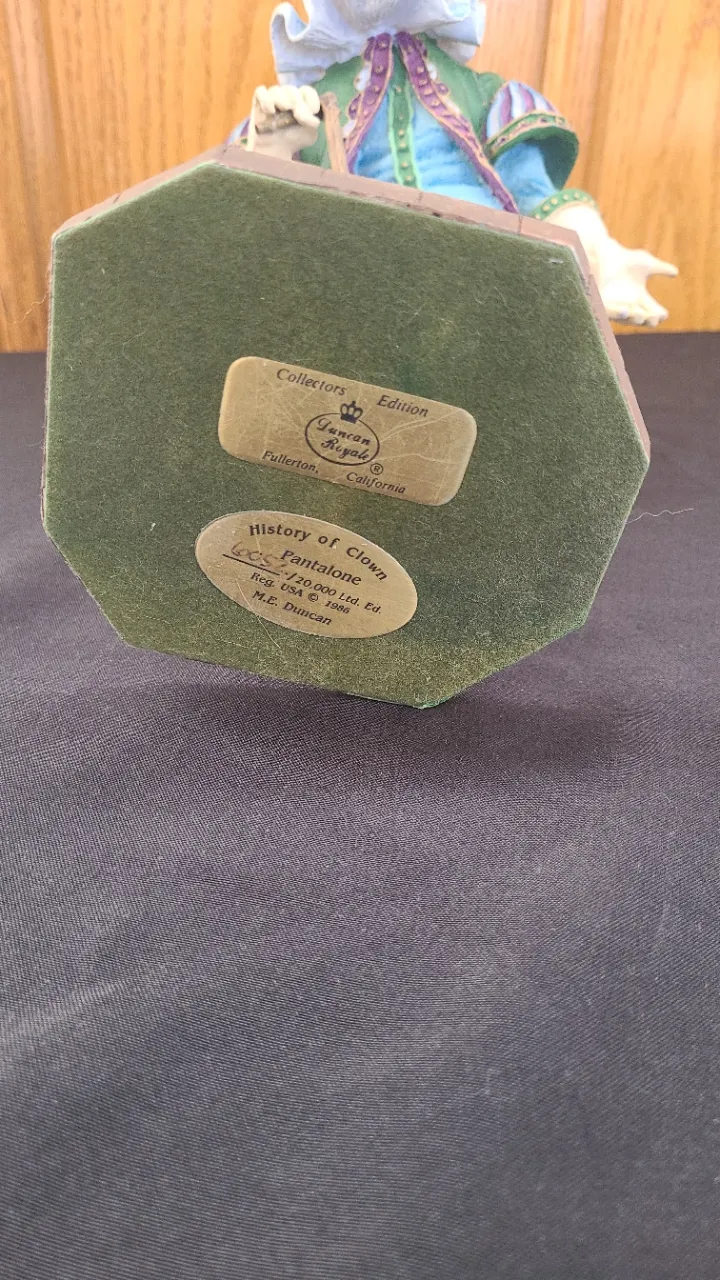 Collectors Edition
Duncan
Royale ®
Fullerton, California
History of Clown
Pantalone
/20,000 Ltd. Ed.
Reg. USA © 1986
M.E. Duncan